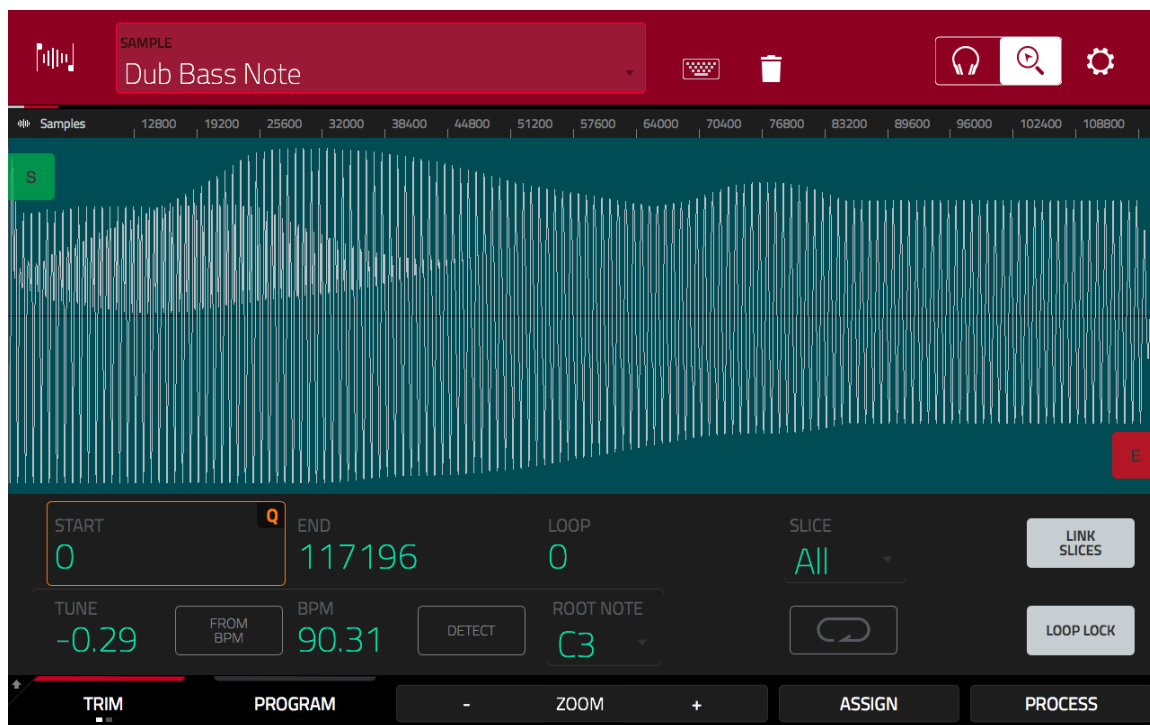 SAMPLE
Dub Bass Note
Samples 12800 19200 25600 32000 38400 44800 51200 57600 64000 70400 76800 83200 89600 96000 102400 108800
S
E
START Q END LOOP SLICE LINK SLICES
0 117196 0 All
TUNE FROM BPM BPM DETECT ROOT NOTE LOOP LOCK
-0.29 90.31 C3
TRIM PROGRAM - ZOOM + ASSIGN PROCESS